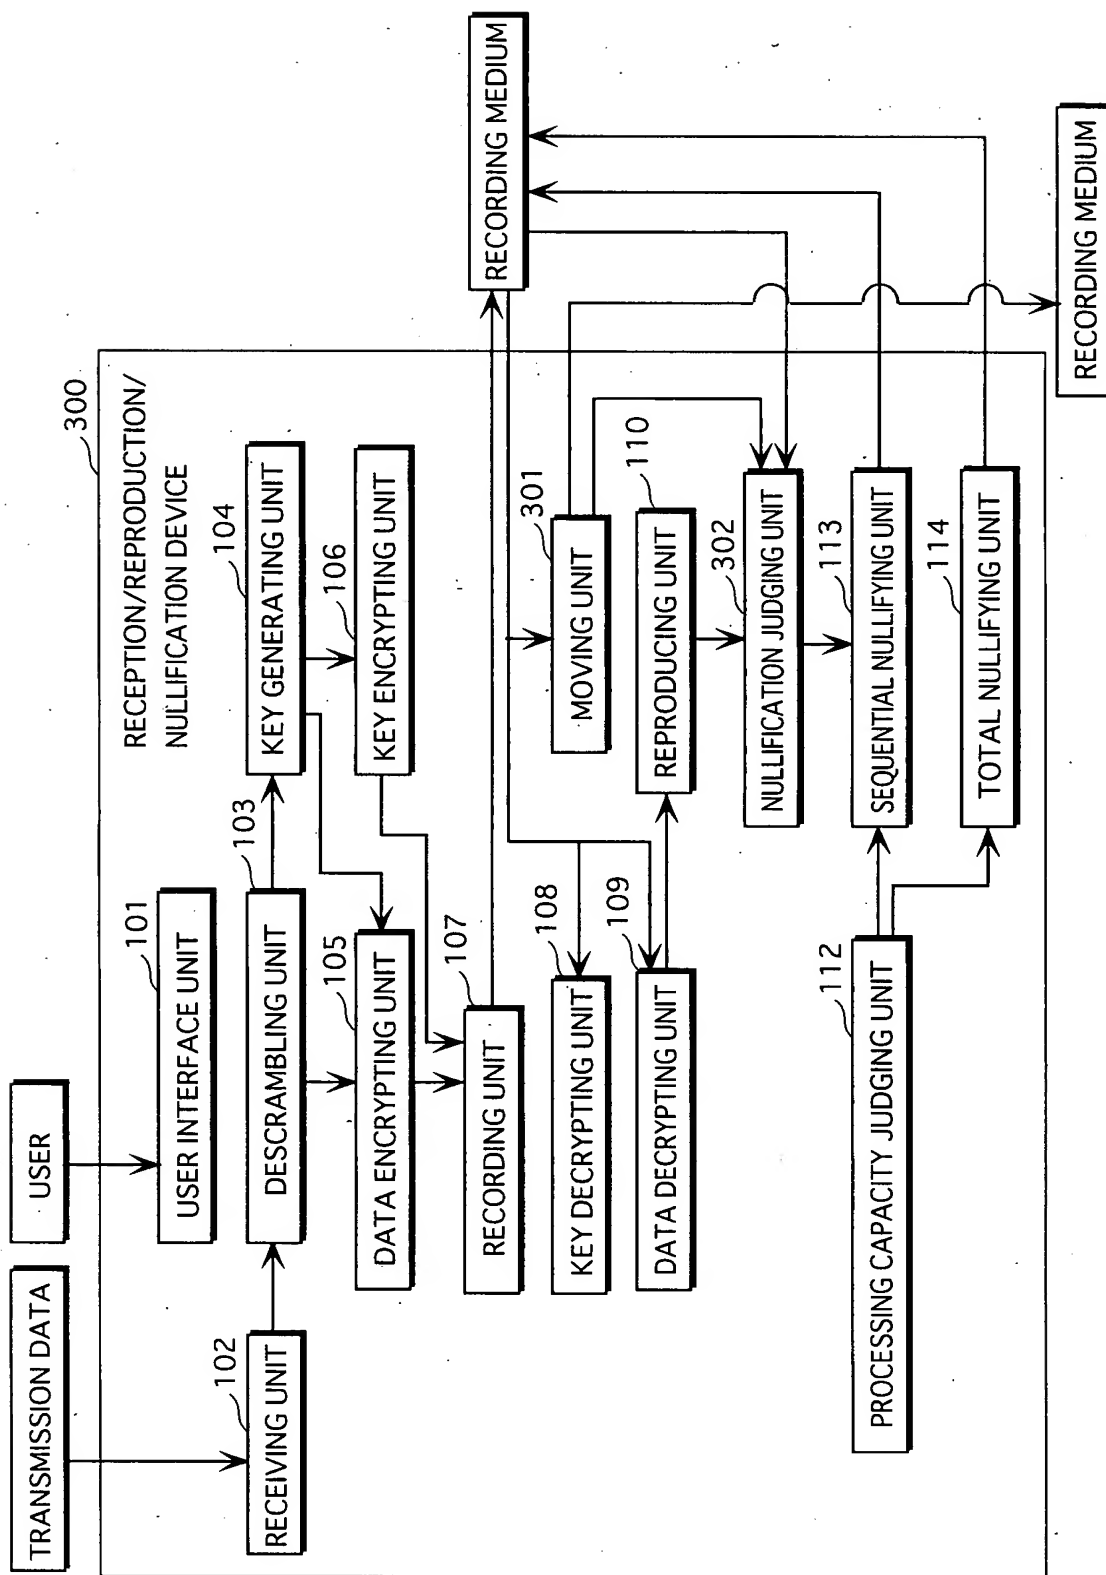 TRANSMISSION DATA
USER
300
RECEPTION/REPRODUCTION/
NULLIFICATION DEVICE
101
USER INTERFACE UNIT
102
RECEIVING UNIT
103
DESCRAMBLING UNIT
104
KEY GENERATING UNIT
105
DATA ENCRYPTING UNIT
106
KEY ENCRYPTING UNIT
107
RECORDING UNIT
RECORDING MEDIUM
108
KEY DECRYPTING UNIT
301
MOVING UNIT
109
DATA DECRYPTING UNIT
110
REPRODUCING UNIT
302
NULLIFICATION JUDGING UNIT
112
PROCESSING CAPACITY JUDGING UNIT
113
SEQUENTIAL NULLIFYING UNIT
114
TOTAL NULLIFYING UNIT
RECORDING MEDIUM